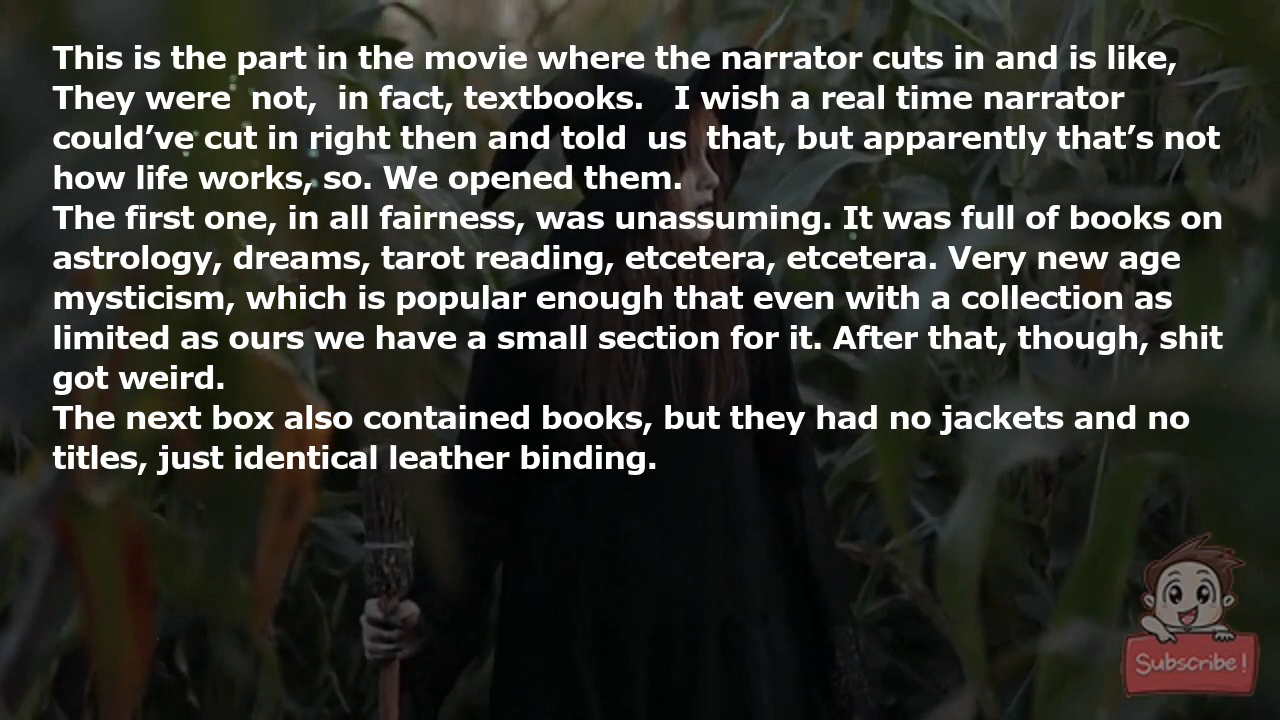 This is the part in the movie where the narrator cuts in and is like,
They were  not,  in fact, textbooks.   I wish a real time narrator
could’ve cut in right then and told  us  that, but apparently that’s not
how life works, so. We opened them.
The first one, in all fairness, was unassuming. It was full of books on
astrology, dreams, tarot reading, etcetera, etcetera. Very new age
mysticism, which is popular enough that even with a collection as
limited as ours we have a small section for it. After that, though, shit
got weird.
The next box also contained books, but they had no jackets and no
titles, just identical leather binding.
Subscribe!